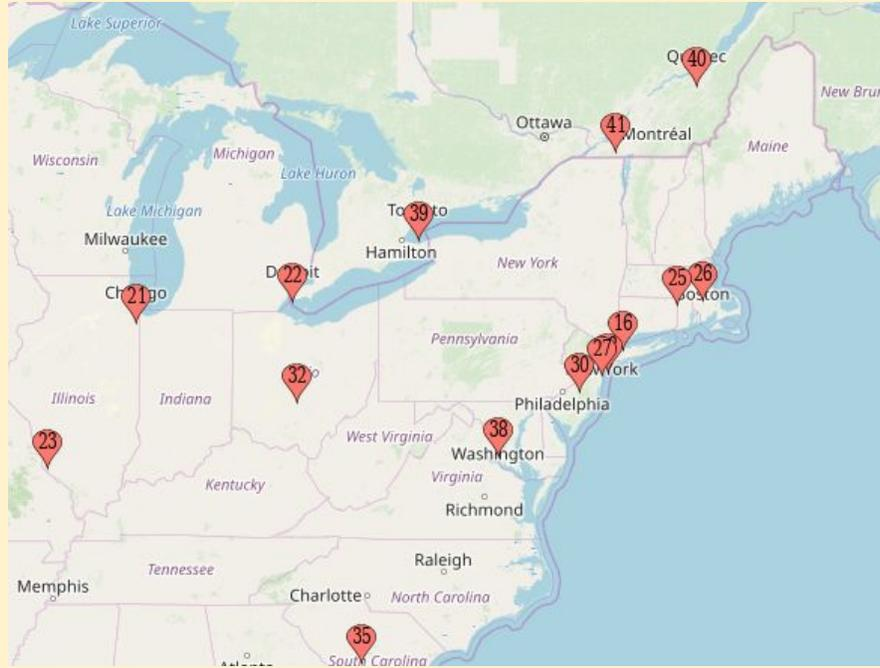 Lake Superior
40
New Brun
Ottawa
41
Montréal
Maine
Wisconsin
Michigan
Lake Huron
Lake Michigan
39
Milwaukee
Hamilton
New York
22
25
26
Boston
21
16
Pennsylvania
27
30
York
32
Illinois
Indiana
Philadelphia
23
38
West Virginia
Washington
Virginia
Kentucky
Richmond
Raleigh
Tennessee
Memphis
Charlotte
North Carolina
35
South Carolina